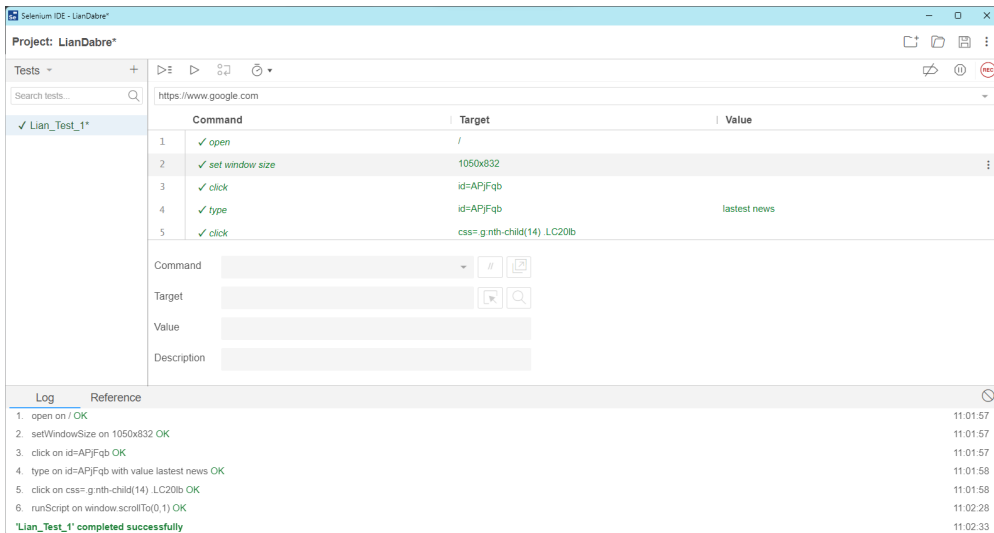 Selenium IDE - LianDabre*
Project: LianDabre*
Tests
Search tests...
https://www.google.com
✓ Lian_Test_1*
Command Target Value
1 ✓ open /
2 ✓ set window size 1050x832
3 ✓ click id=APjFqb
4 ✓ type id=APjFqb lastest news
5 ✓ click css=.g:nth-child(14) .LC20lb
Command //
Target
Value
Description
Log Reference
1. open on / OK 11:01:57
2. setWindowSize on 1050x832 OK 11:01:57
3. click on id=APjFqb OK 11:01:57
4. type on id=APjFqb with value lastest news OK 11:01:58
5. click on css=.g:nth-child(14) .LC20lb OK 11:01:58
6. runScript on window.scrollTo(0,1) OK 11:02:28
'Lian_Test_1' completed successfully 11:02:33
REC
Se